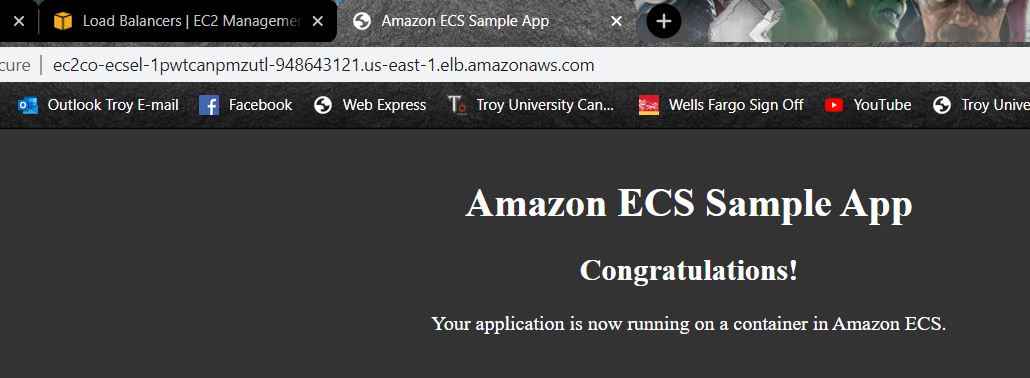 Load Balancers | EC2 Managemen
Amazon ECS Sample App
cure | ec2co-ecsel-1pwtcanpmzutl-948643121.us-east-1.elb.amazonaws.com
Outlook Troy E-mail Facebook Web Express Troy University Can... Wells Fargo Sign Off YouTube Troy Unive
Amazon ECS Sample App
Congratulations!
Your application is now running on a container in Amazon ECS.